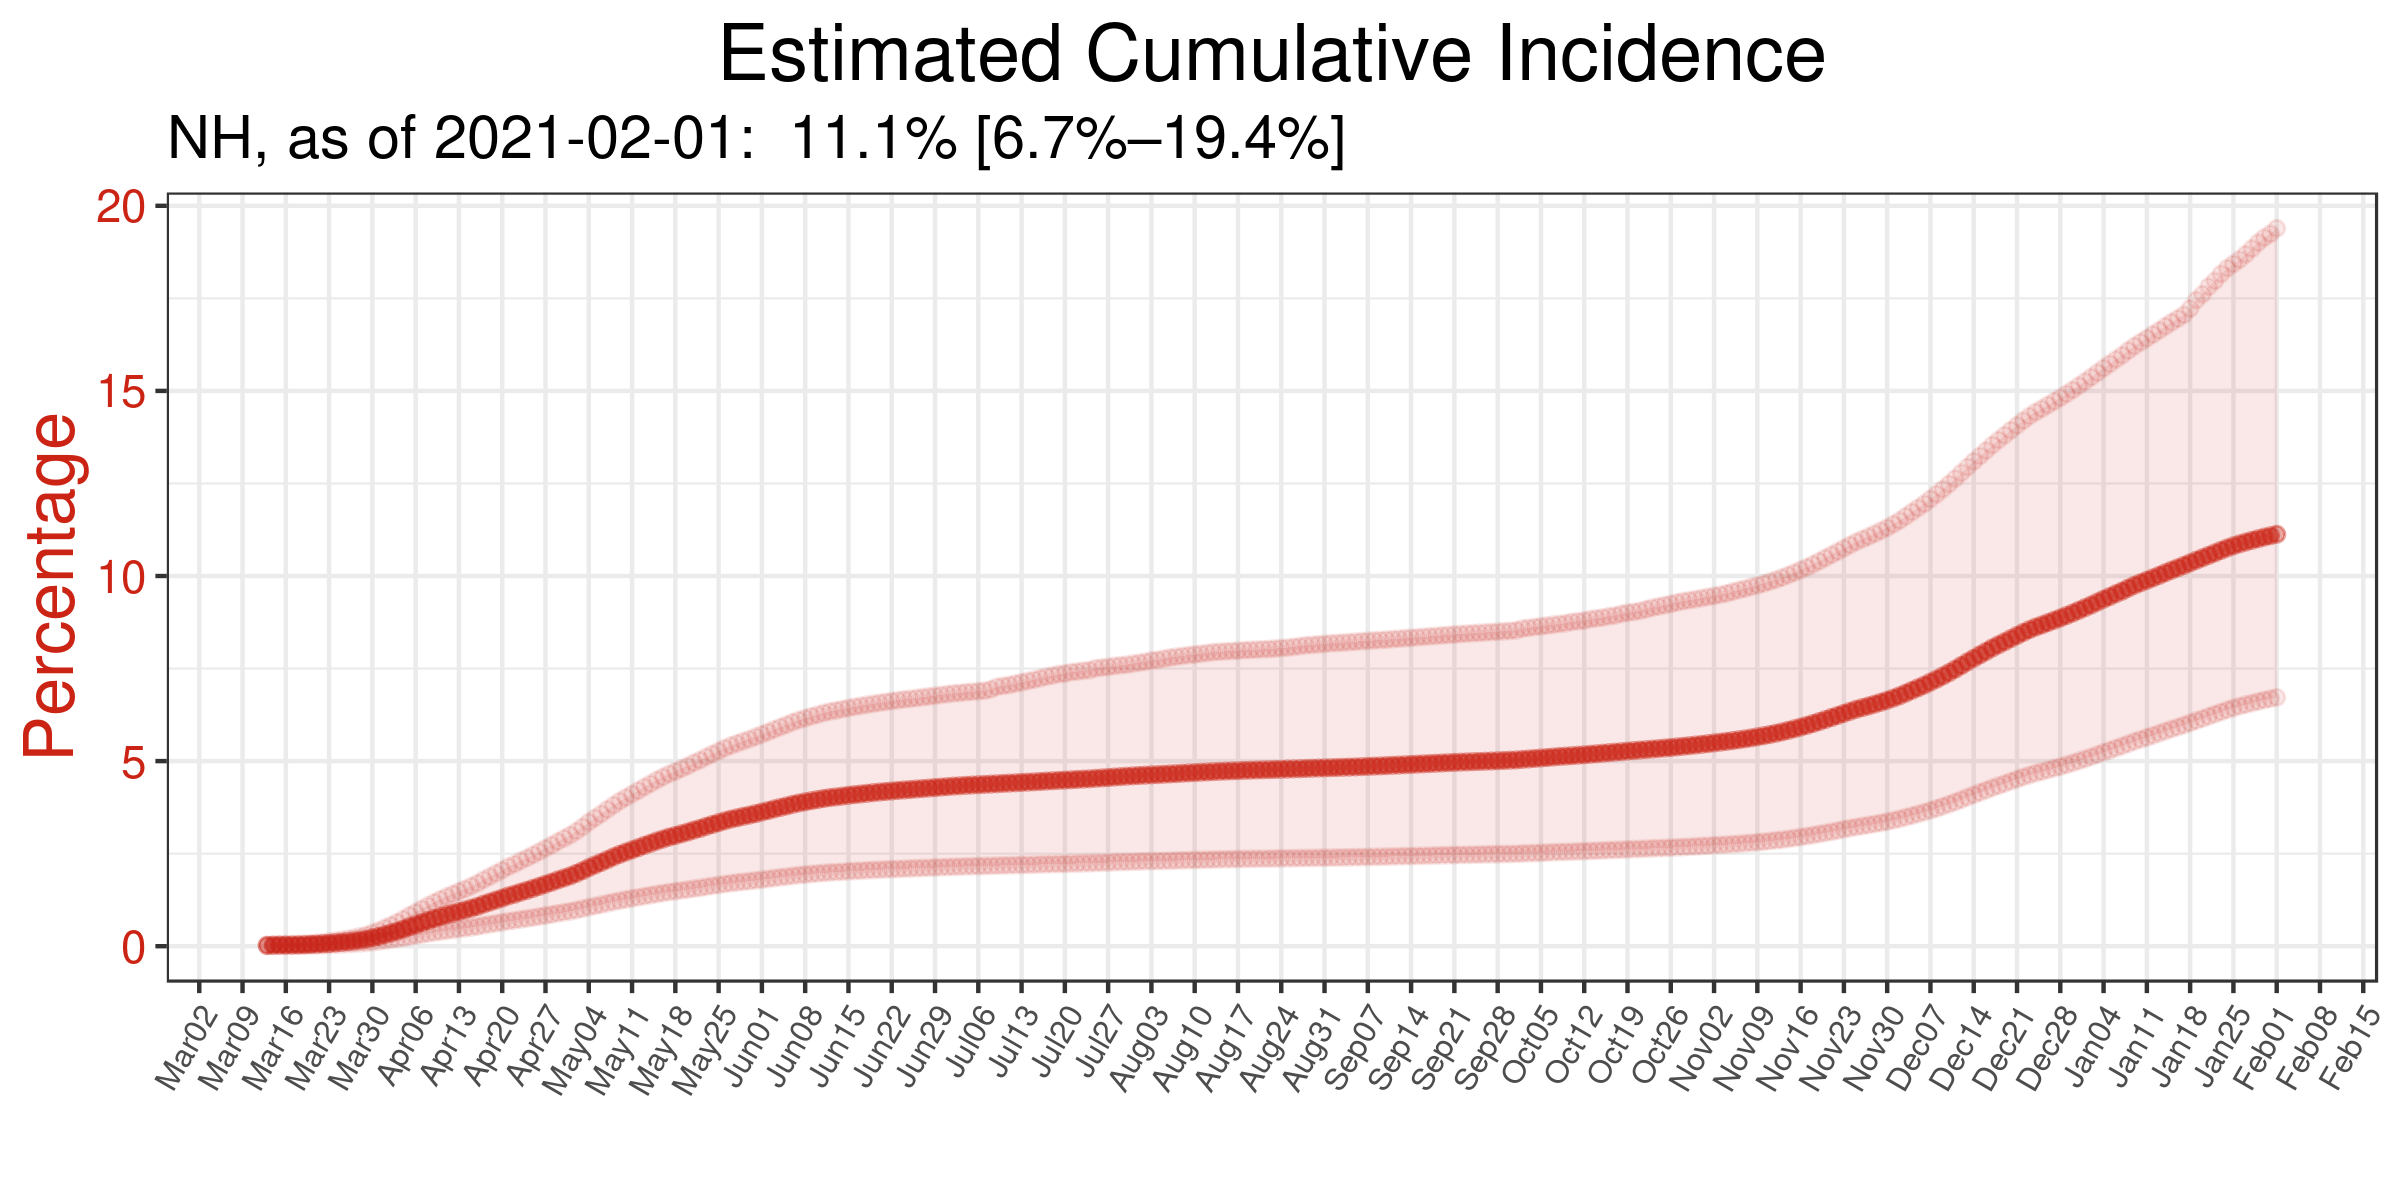 Estimated Cumulative Incidence
NH, as of 2021-02-01:  11.1% [6.7%–19.4%]
Percentage
20
15
10
5
0
Mar02
Mar09
Mar16
Mar23
Mar30
Apr06
Apr13
Apr20
Apr27
May04
May11
May18
May25
Jun01
Jun08
Jun15
Jun22
Jun29
Jul06
Jul13
Jul20
Jul27
Aug03
Aug10
Aug17
Aug24
Aug31
Sep07
Sep14
Sep21
Sep28
Oct05
Oct12
Oct19
Oct26
Nov02
Nov09
Nov16
Nov23
Nov30
Dec07
Dec14
Dec21
Dec28
Jan04
Jan11
Jan18
Jan25
Feb01
Feb08
Feb15